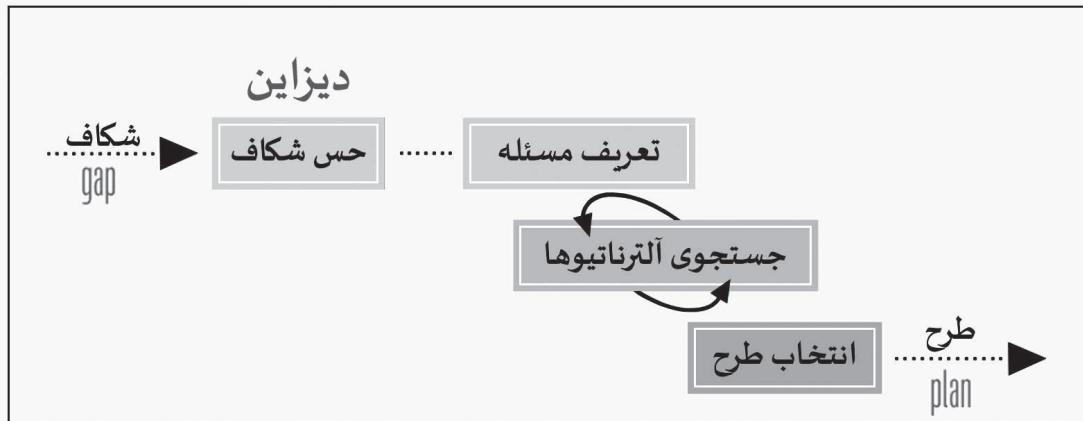 دیزاین
شکاف
gap
حس شکاف
تعریف مسئله
جستجوی آلترناتیوها
انتخاب طرح
طرح
plan